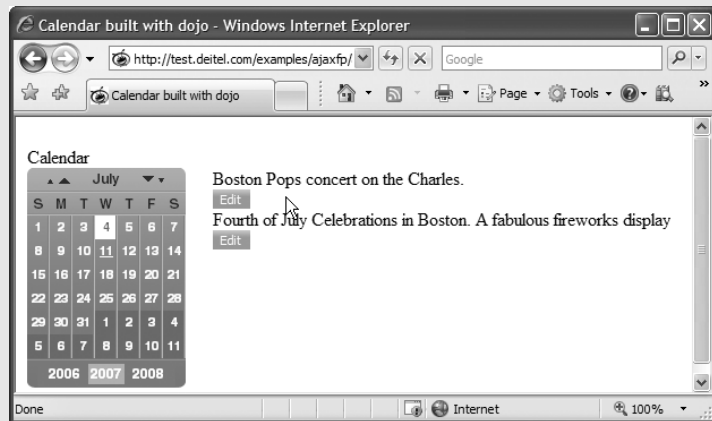 Calendar built with dojo - Windows Internet Explorer
http://test.deitel.com/examples/ajaxfp/
Google
Calendar built with dojo
Page
Tools
»
Calendar
July
S M T W T F S
1 2 3 4 5 6 7
8 9 10 11 12 13 14
15 16 17 18 19 20 21
22 23 24 25 26 27 28
29 30 31 1 2 3 4
5 6 7 8 9 10 11
2006 2007 2008
Boston Pops concert on the Charles.
Edit
Fourth of July Celebrations in Boston. A fabulous fireworks display
Edit
Done
Internet
100%